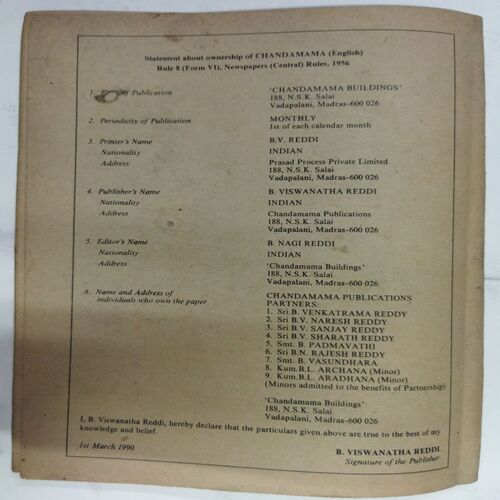 Statement about ownership of CHANDAMAMA (English)
Rule 8 (Form VI), Newspapers (Central) Rules, 1956
1. of Publication 'CHANDAMAMA BUILDINGS'
188, N.S.K. Salai
Vadapalani, Madras-600 026
2. Periodicity of Publication MONTHLY
1st of each calendar month
3. Printer's Name B.V. REDDI
Nationality INDIAN
Address Prasad Process Private Limited
188, N.S.K. Salai
Vadapalani, Madras-600 026
4. Publisher's Name B. VISWANATHA REDDI
Nationality INDIAN
Address Chandamama Publications
188, N.S.K. Salai
Vadapalani, Madras-600 026
5. Editor's Name B. NAGI REDDI
Nationality INDIAN
Address 'Chandamama Buildings'
188, N.S.K. Salai
Vadapalani, Madras-600 026
6. Name and Address of CHANDAMAMA PUBLICATIONS
individuals who own the paper PARTNERS:
1. Sri B. VENKATRAMA REDDY
2. Sri B.V. NARESH REDDY
3. Sri B.V. SANJAY REDDY
4. Sri B.V. SHARATH REDDY
5. Smt. B. PADMAVATHI
6. Sri B.N. RAJESH REDDY
7. Smt. B. VASUNDHARA
8. Kum.B.L. ARCHANA (Minor)
9. Kum.B.L. ARADHANA (Minor)
(Minors admitted to the benefits of Partnership)
'Chandamama Buildings'
188, N.S.K. Salai
Vadapalani, Madras-600 026
I, B. Viswanatha Reddi, hereby declare that the particulars given above are true to the best of my
knowledge and belief.
1st March 1990 B. VISWANATHA REDDI
Signature of the Publisher